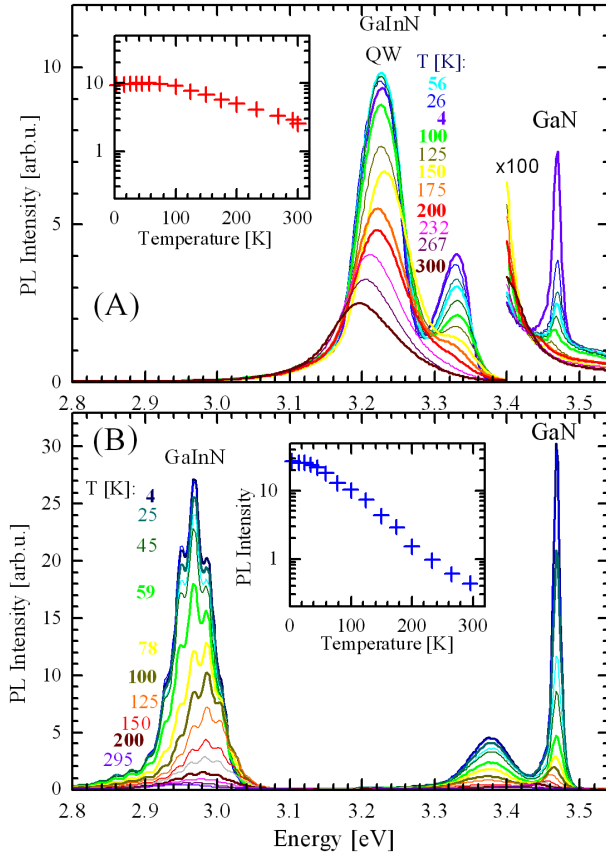 GaInN
QW
T [K]:
56
26
4
100
125
150
175
200
232
267
300
GaN
x100
10
1
0 100 200 300
Temperature [K]
PL Intensity [arb.u.]
10
5
0
(A)
2.8 2.9 3.0 3.1 3.2 3.3 3.4 3.5
(B)
GaInN
T [K]:
4
25
45
59
78
100
125
150
200
295
GaN
PL Intensity
10
1
0 100 200 300
Temperature [K]
PL Intensity [arb.u.]
30
25
20
15
10
5
0
2.8 2.9 3.0 3.1 3.2 3.3 3.4 3.5
Energy [eV]